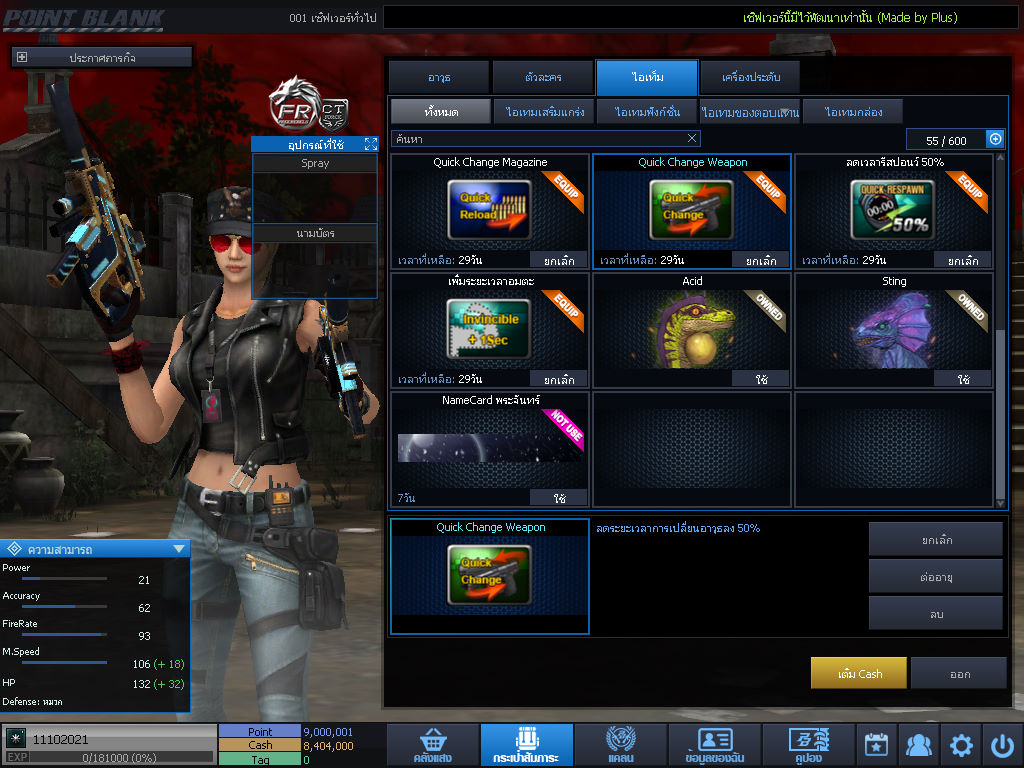 POINT BLANK
001 เซิฟเวอร์ทั่วไป
เซิฟเวอร์นี้มีไว้พัฒนาเท่านั้น (Made by Plus)
ประกาศภารกิจ
FR
CT
FORCE
อุปกรณ์ที่ใช้
Spray
นามบัตร
อาวุธ
ตัวละคร
ไอเท็ม
เครื่องประดับ
ทั้งหมด
ไอเทมเสริมแกร่ง
ไอเทมฟังก์ชั่น
ไอเทมของตอบแทน
ไอเทมกล่อง
ค้นหา
55 / 600
Quick Change Magazine
Quick
Reload
EQUIP
เวลาที่เหลือ: 29วัน
ยกเลิก
Quick Change Weapon
Quick
Change
EQUIP
เวลาที่เหลือ: 29วัน
ยกเลิก
ลดเวลารีสปอนว์ 50%
QUICK RESPAWN
00:00
50%
EQUIP
เวลาที่เหลือ: 29วัน
ยกเลิก
เพิ่มระยะเวลาอมตะ
Invincible
+ 1Sec
EQUIP
เวลาที่เหลือ: 29วัน
ยกเลิก
Acid
OWNED
ใช้
Sting
OWNED
ใช้
NameCard พระจันทร์
NOT USE
7วัน
ใช้
Quick Change Weapon
Quick
Change
ลดระยะเวลาการเปลี่ยนอาวุธลง 50%
ยกเลิก
ต่ออายุ
ลบ
เติม Cash
ออก
ความสามารถ
Power
21
Accuracy
62
FireRate
93
M.Speed
106 (+ 18)
HP
132 (+ 32)
Defense: หมวก
11102021
EXP
0/181000 (0%)
Point 9,000,001
Cash 8,404,000
Tag 0
คลังแสง
กระเป๋าสัมภาระ
แคลน
ข้อมูลของฉัน
คูปอง